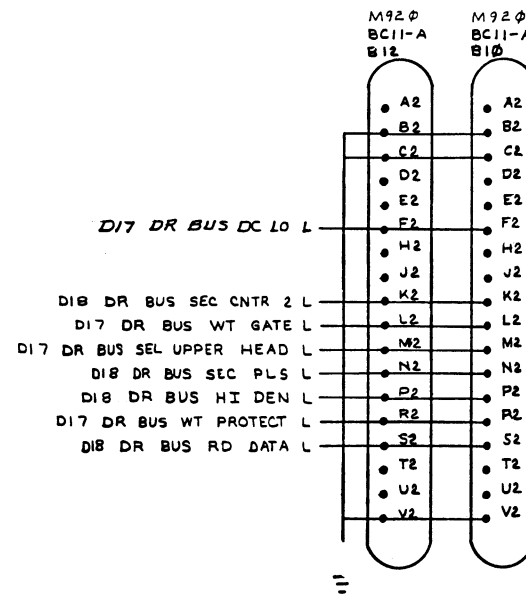 M92Ø M92Ø
BC11-A BC11-A
B12 B1Ø
A2 A2
B2 B2
C2 C2
D2 D2
E2 E2
D17 DR BUS DC LO L F2 F2
H2 H2
J2 J2
D18 DR BUS SEC CNTR 2 L K2 K2
D17 DR BUS WT GATE L L2 L2
D17 DR BUS SEL UPPER HEAD L M2 M2
D18 DR BUS SEC PLS L N2 N2
D18 DR BUS HI DEN L P2 P2
D17 DR BUS WT PROTECT L R2 R2
D18 DR BUS RD DATA L S2 S2
T2 T2
U2 U2
V2 V2